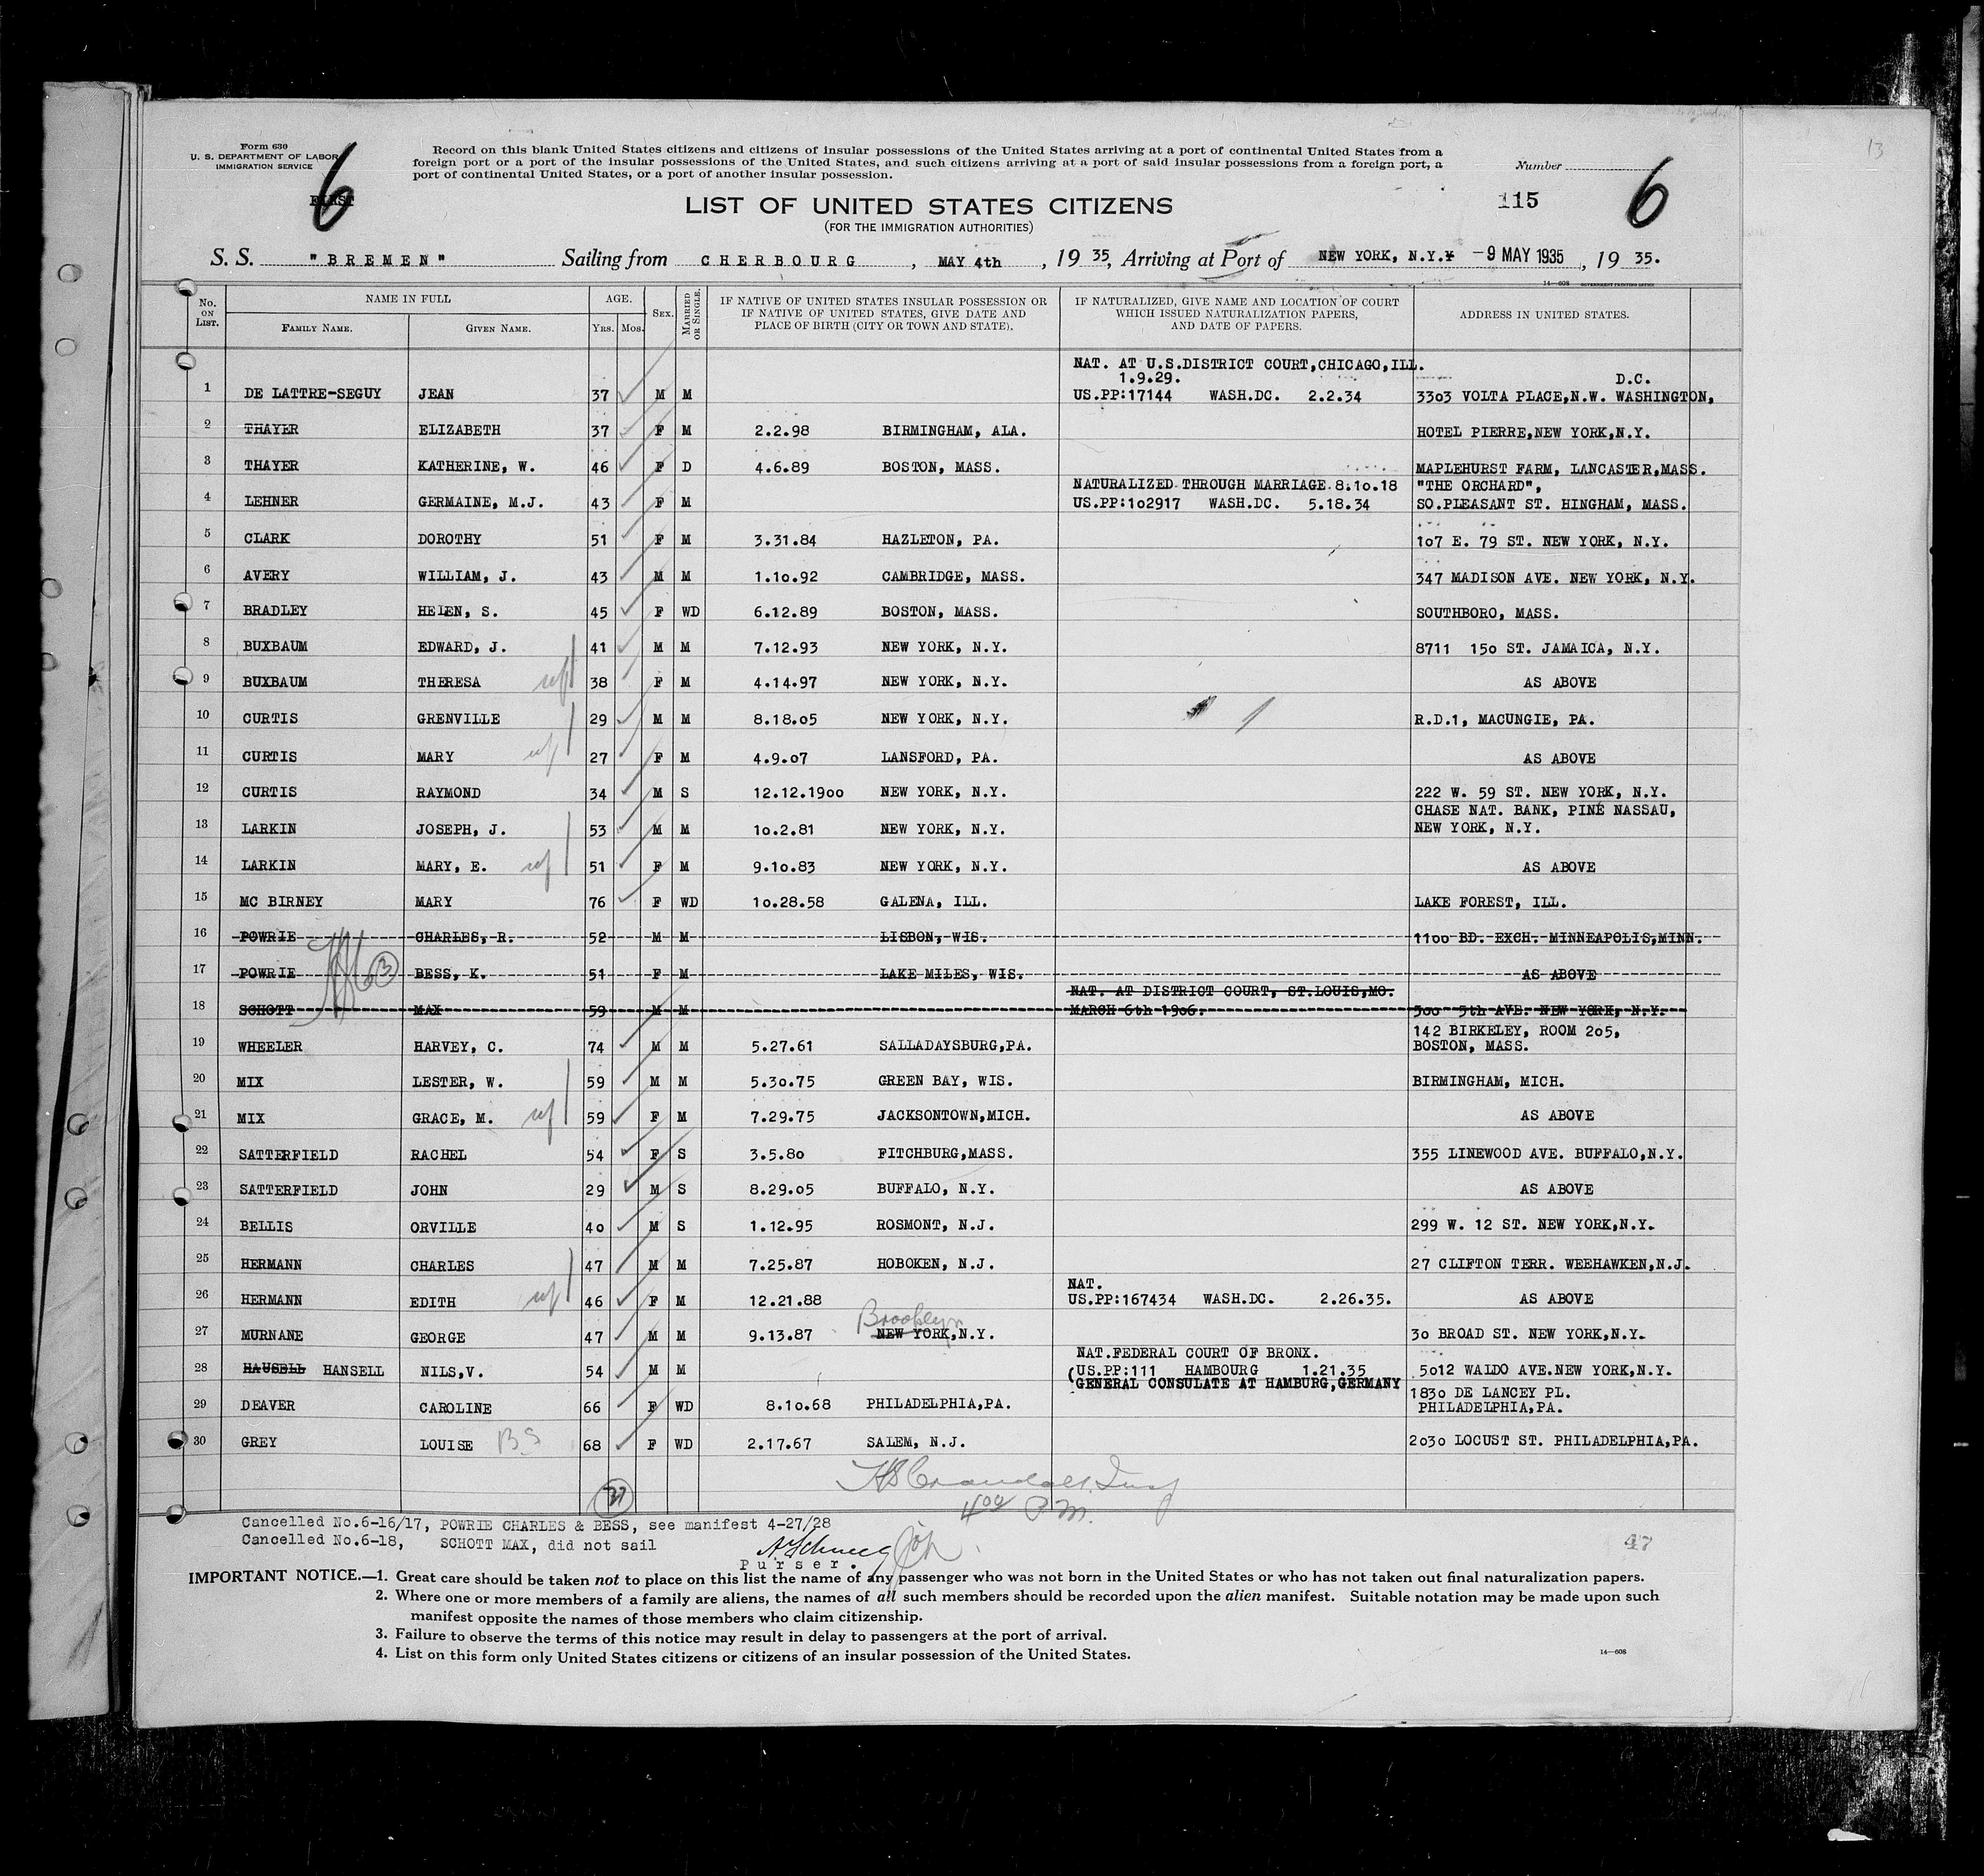 13
Form 630
U. S. DEPARTMENT OF LABOR
IMMIGRATION SERVICE
FIRST
6
Record on this blank United States citizens and citizens of insular possessions of the United States arriving at a port of continental United States from a
foreign port or a port of the insular possessions of the United States, and such citizens arriving at a port of said insular possessions from a foreign port, a
port of continental United States, or a port of another insular possession.
Number
115
6
LIST OF UNITED STATES CITIZENS
(FOR THE IMMIGRATION AUTHORITIES)
S. S. "BREMEN" Sailing from CHERBOURG, MAY 4th, 19 35, Arriving at Port of NEW YORK, N.Y. -9 MAY 1935, 19 35.
14—608 GOVERNMENT PRINTING OFFICE
No. ON LIST. NAME IN FULL FAMILY NAME. GIVEN NAME. AGE. YRS. MOS. SEX. MARRIED OR SINGLE. IF NATIVE OF UNITED STATES INSULAR POSSESSION OR IF NATIVE OF UNITED STATES, GIVE DATE AND PLACE OF BIRTH (CITY OR TOWN AND STATE). IF NATURALIZED, GIVE NAME AND LOCATION OF COURT WHICH ISSUED NATURALIZATION PAPERS, AND DATE OF PAPERS. ADDRESS IN UNITED STATES.
NAT. AT U.S.DISTRICT COURT,CHICAGO,ILL.
1.9.29. D.C.
1 DE LATTRE-SEGUY JEAN 37 M M US.PP:17144 WASH.DC. 2.2.34 3303 VOLTA PLACE,N.W. WASHINGTON,
2 THAYER ELIZABETH 37 F M 2.2.98 BIRMINGHAM, ALA. HOTEL PIERRE,NEW YORK,N.Y.
3 THAYER KATHERINE, W. 46 F D 4.6.89 BOSTON, MASS. MAPLEHURST FARM, LANCASTER,MASS.
NATURALIZED THROUGH MARRIAGE 8.10.18 "THE ORCHARD",
4 LEHNER GERMAINE, M.J. 43 F M US.PP:102917 WASH.DC. 5.18.34 SO.PLEASANT ST. HINGHAM, MASS.
5 CLARK DOROTHY 51 F M 3.31.84 HAZLETON, PA. 107 E. 79 ST. NEW YORK, N.Y.
6 AVERY WILLIAM, J. 43 M M 1.10.92 CAMBRIDGE, MASS. 347 MADISON AVE. NEW YORK, N.Y.
7 BRADLEY HELEN, S. 45 F WD 6.12.89 BOSTON, MASS. SOUTHBORO, MASS.
8 BUXBAUM EDWARD, J. 41 M M 7.12.93 NEW YORK, N.Y. 8711 150 ST. JAMAICA, N.Y.
9 BUXBAUM THERESA wf 38 F M 4.14.97 NEW YORK, N.Y. AS ABOVE
10 CURTIS GRENVILLE 29 M M 8.18.05 NEW YORK, N.Y. R.D.1, MACUNGIE, PA.
11 CURTIS MARY wf 27 F M 4.9.07 LANSFORD, PA. AS ABOVE
12 CURTIS RAYMOND 34 M S 12.12.1900 NEW YORK, N.Y. 222 W. 59 ST. NEW YORK, N.Y.
CHASE NAT. BANK, PINE NASSAU,
13 LARKIN JOSEPH, J. 53 M M 10.2.81 NEW YORK, N.Y. NEW YORK, N.Y.
14 LARKIN MARY, E. wf 51 F M 9.10.83 NEW YORK, N.Y. AS ABOVE
15 MC BIRNEY MARY 76 F WD 10.28.58 GALENA, ILL. LAKE FOREST, ILL.
16 POWRIE CHARLES, R. 52 M M LISBON, WIS. 1100 BD. EXCH. MINNEAPOLIS,MINN.
17 POWRIE 3 BESS, K. 51 F M LAKE MILES, WIS. AS ABOVE
NAT. AT DISTRICT COURT, ST.LOUIS,MO.
18 SCHOTT MAX 59 M M MARCH 6th 1906. 500 5th AVE. NEW YORK, N.Y.
142 BIRKELEY, ROOM 205,
19 WHEELER HARVEY, C. 74 M M 5.27.61 SALLADAYSBURG,PA. BOSTON, MASS.
20 MIX LESTER, W. 59 M M 5.30.75 GREEN BAY, WIS. BIRMINGHAM, MICH.
21 MIX GRACE, M. wf 59 F M 7.29.75 JACKSONTOWN,MICH. AS ABOVE
22 SATTERFIELD RACHEL 54 F S 3.5.80 FITCHBURG,MASS. 355 LINEWOOD AVE. BUFFALO,N.Y.
23 SATTERFIELD JOHN 29 M S 8.29.05 BUFFALO, N.Y. AS ABOVE
24 BELLIS ORVILLE 40 M S 1.12.95 ROSMONT, N.J. 299 W. 12 ST. NEW YORK,N.Y.
25 HERMANN CHARLES 47 M M 7.25.87 HOBOKEN, N.J. 27 CLIFTON TERR. WEEHAWKEN,N.J.
NAT.
26 HERMANN EDITH wf 46 F M 12.21.88 US.PP:167434 WASH.DC. 2.26.35. AS ABOVE
Brooklyn
27 MURNANE GEORGE 47 M M 9.13.87 NEW YORK,N.Y. 30 BROAD ST. NEW YORK,N.Y.
NAT.FEDERAL COURT OF BRONX.
28 HAUSELL HANSELL NILS,V. 54 M M (US.PP:111 HAMBOURG 1.21.35 5012 WALDO AVE.NEW YORK,N.Y.
GENERAL CONSULATE AT HAMBURG,GERMANY
1830 DE LANCEY PL.
29 DEAVER CAROLINE 66 F WD 8.10.68 PHILADELPHIA,PA. PHILADELPHIA,PA.
30 GREY LOUISE B.S 68 F WD 2.17.67 SALEM, N.J. 2030 LOCUST ST. PHILADELPHIA,PA.
27
HS Crandall, Insp
4:00 P.M.
Cancelled No.6-16/17, POWRIE CHARLES & BESS, see manifest 4-27/28
Cancelled No.6-18, SCHOTT MAX, did not sail
47
Purser.
IMPORTANT NOTICE.—1. Great care should be taken not to place on this list the name of any passenger who was not born in the United States or who has not taken out final naturalization papers.
2. Where one or more members of a family are aliens, the names of all such members should be recorded upon the alien manifest. Suitable notation may be made upon such
manifest opposite the names of those members who claim citizenship.
3. Failure to observe the terms of this notice may result in delay to passengers at the port of arrival.
4. List on this form only United States citizens or citizens of an insular possession of the United States.
14—608